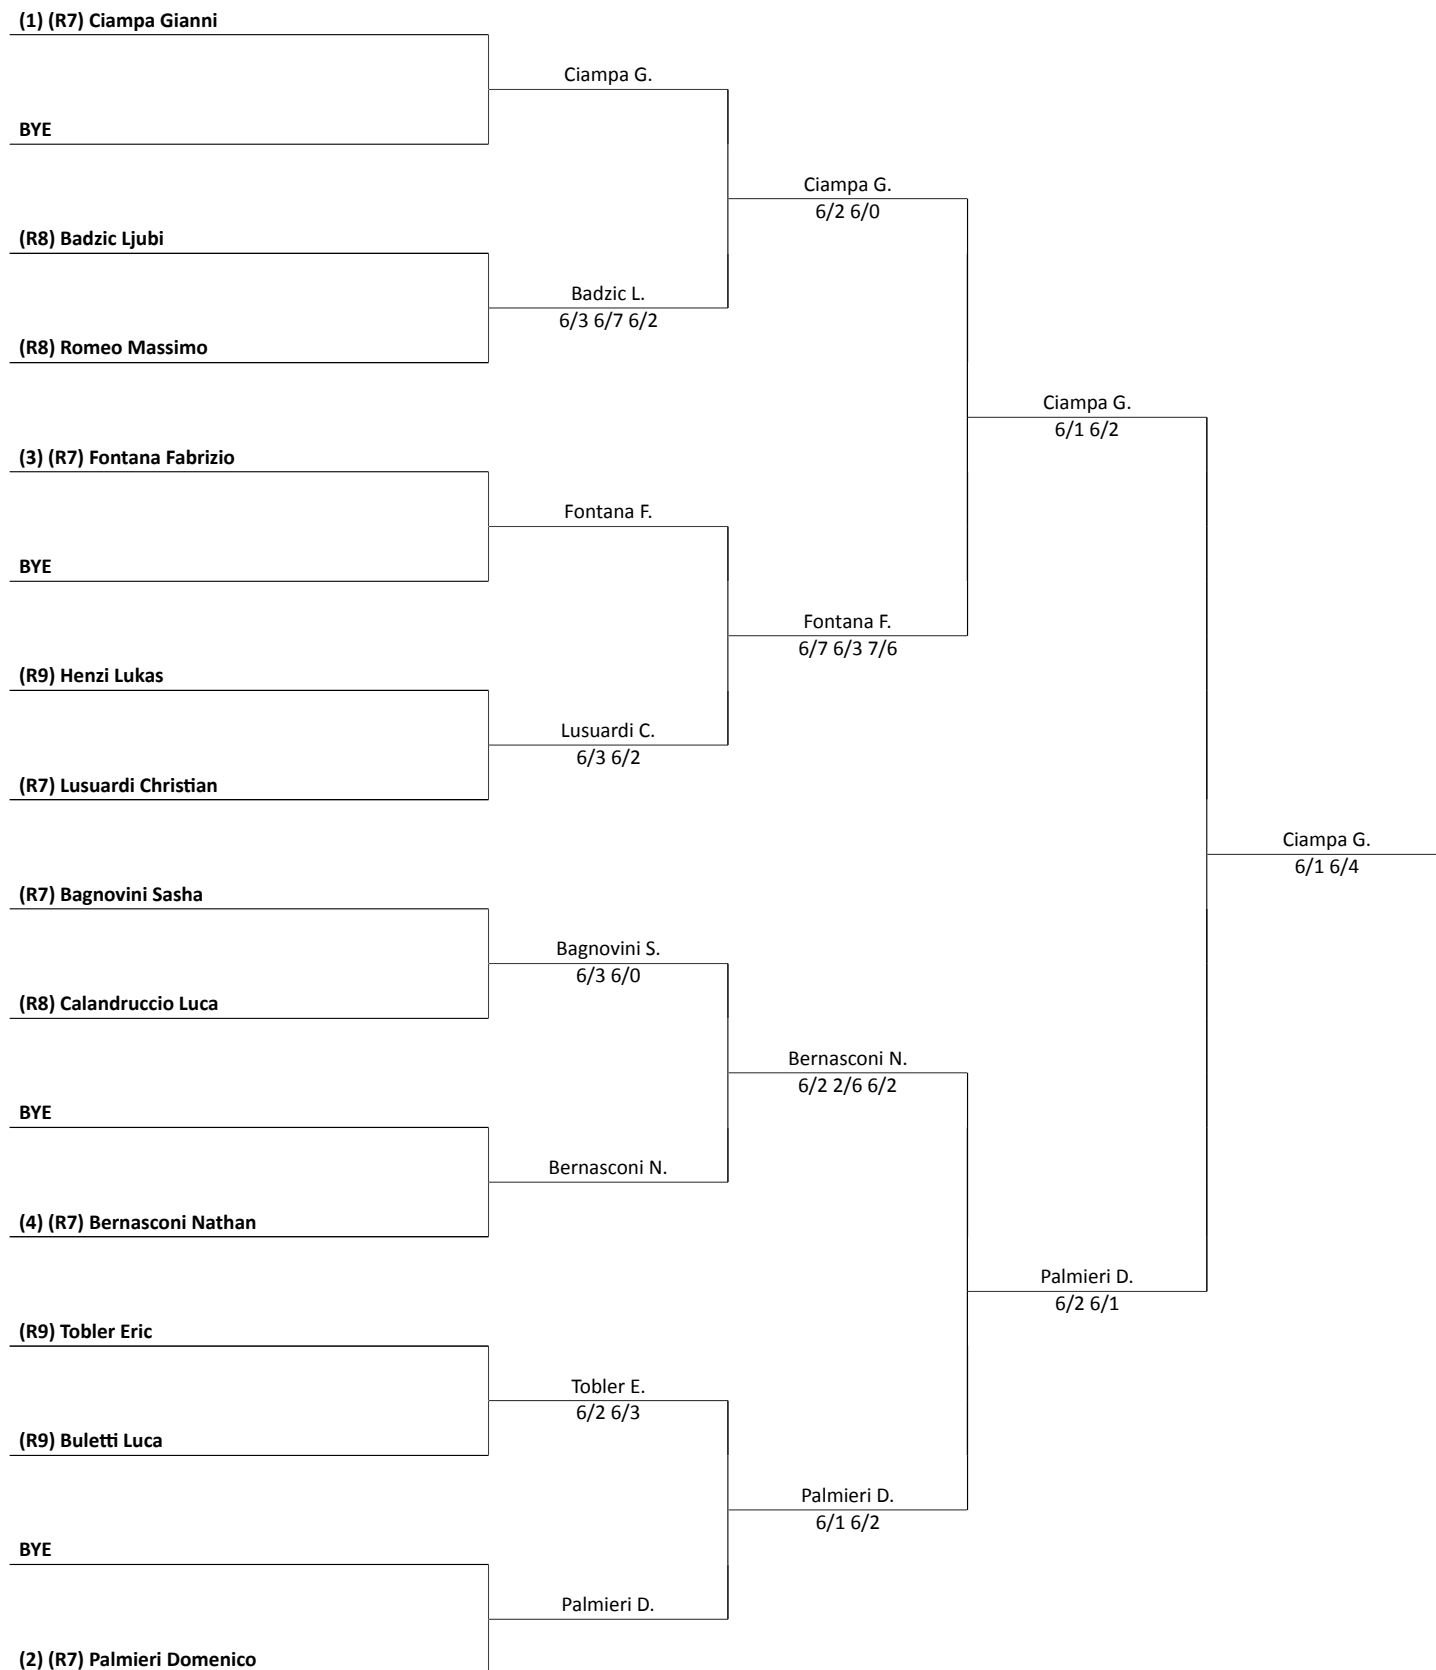 (1) (R7) Ciampa Gianni
Ciampa G.
BYE
Ciampa G.
6/2 6/0
(R8) Badzic Ljubi
Badzic L.
6/3 6/7 6/2
(R8) Romeo Massimo
Ciampa G.
6/1 6/2
(3) (R7) Fontana Fabrizio
Fontana F.
BYE
Fontana F.
6/7 6/3 7/6
(R9) Henzi Lukas
Lusuardi C.
6/3 6/2
(R7) Lusuardi Christian
Ciampa G.
6/1 6/4
(R7) Bagnovini Sasha
Bagnovini S.
6/3 6/0
(R8) Calandruccio Luca
Bernasconi N.
6/2 2/6 6/2
BYE
Bernasconi N.
(4) (R7) Bernasconi Nathan
Palmieri D.
6/2 6/1
(R9) Tobler Eric
Tobler E.
6/2 6/3
(R9) Buletti Luca
Palmieri D.
6/1 6/2
BYE
Palmieri D.
(2) (R7) Palmieri Domenico